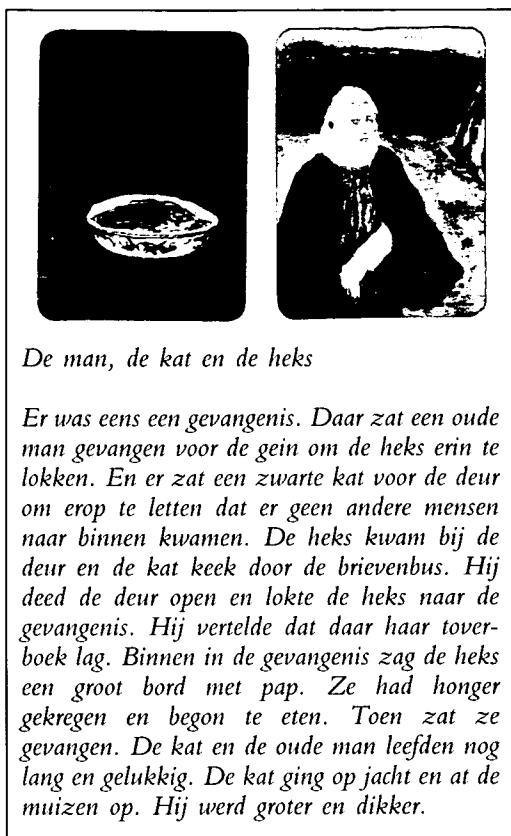 De man, de kat en de heks
Er was eens een gevangenis. Daar zat een oude
man gevangen voor de gein om de heks erin te
lokken. En er zat een zwarte kat voor de deur
om erop te letten dat er geen andere mensen
naar binnen kwamen. De heks kwam bij de
deur en de kat keek door de brievenbus. Hij
deed de deur open en lokte de heks naar de
gevangenis. Hij vertelde dat daar haar tover-
boek lag. Binnen in de gevangenis zag de heks
een groot bord met pap. Ze had honger
gekregen en begon te eten. Toen zat ze
gevangen. De kat en de oude man leefden nog
lang en gelukkig. De kat ging op jacht en at de
muizen op. Hij werd groter en dikker.